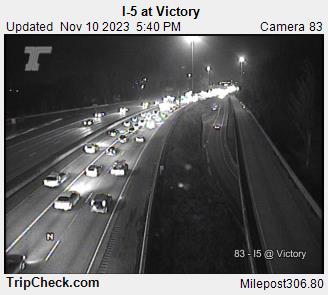 I-5 at Victory
Updated Nov 10 2023 5:40 PM Camera 83
T
N
83 - I5 @ Victory
TripCheck.com Milepost306.80